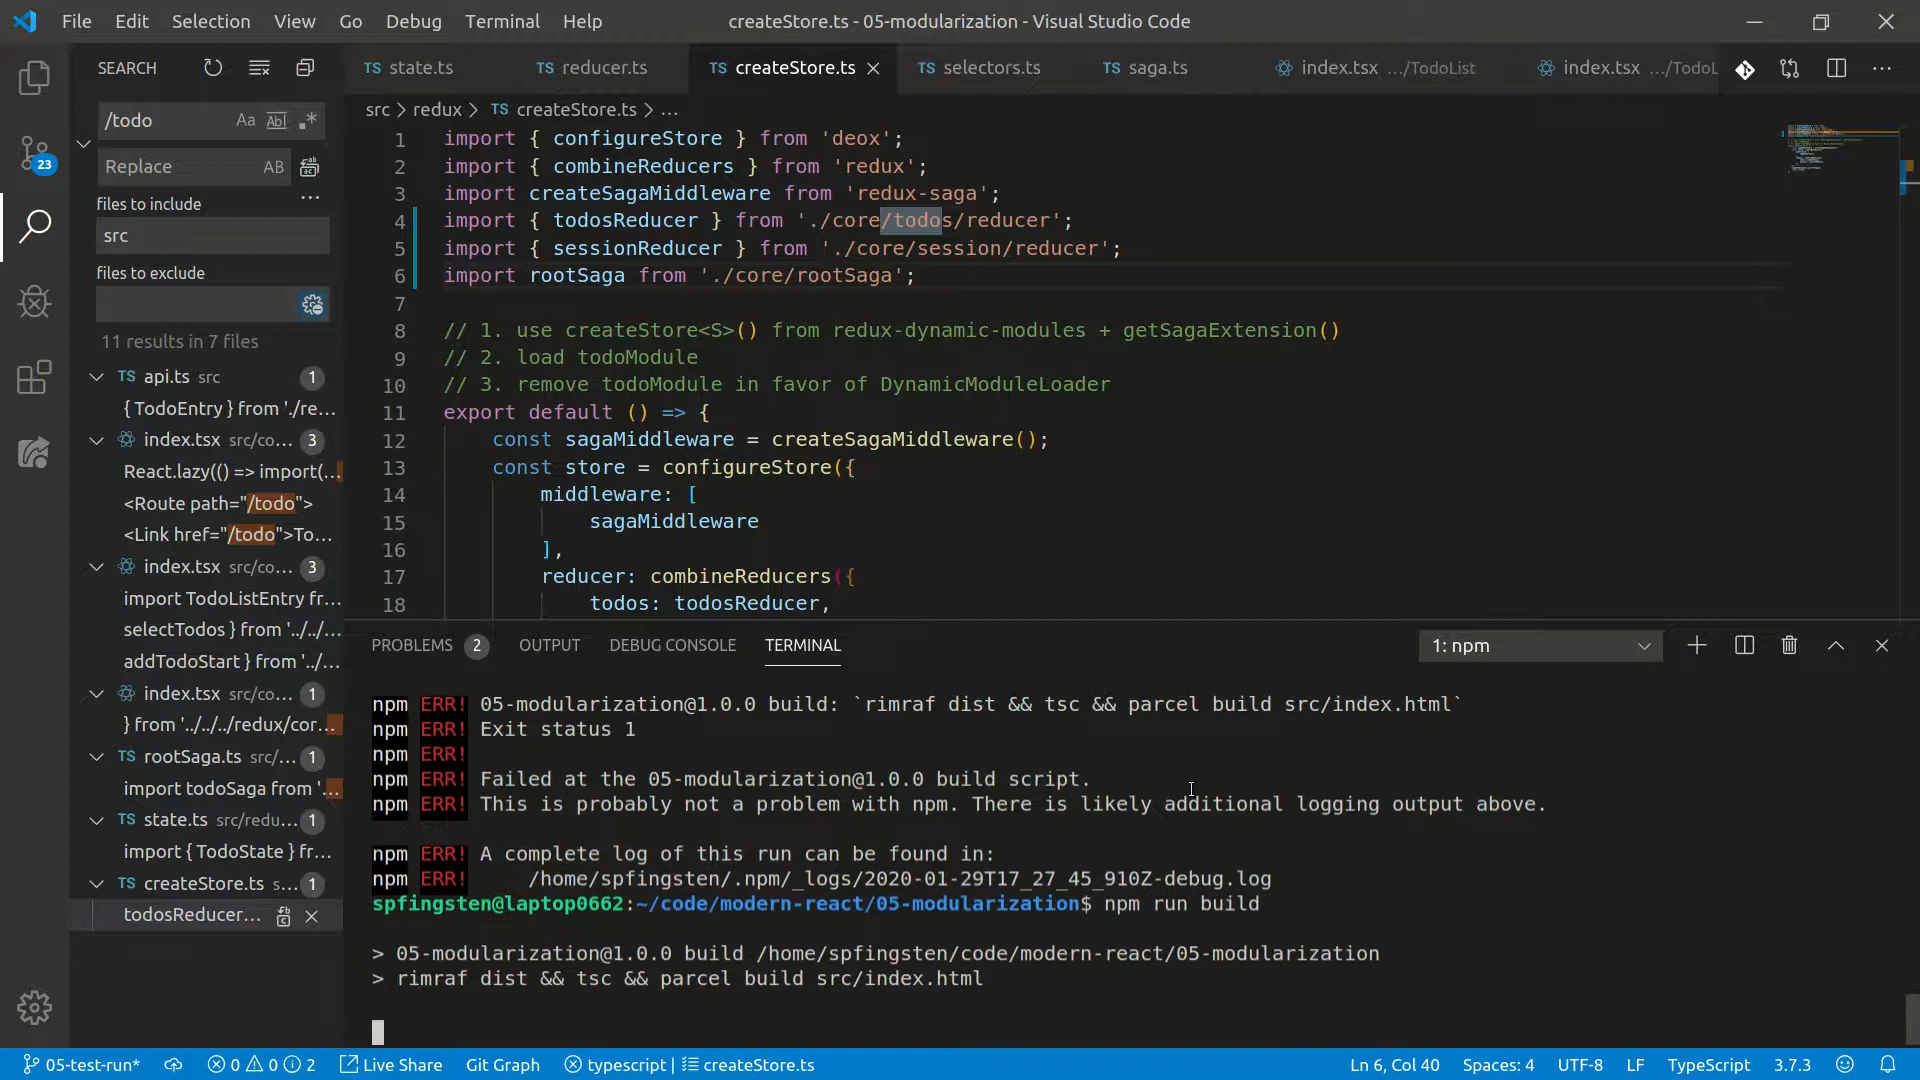 File Edit Selection View Go Debug Terminal Help
createStore.ts - 05-modularization - Visual Studio Code
SEARCH
TS state.ts
TS reducer.ts
TS createStore.ts
TS selectors.ts
TS saga.ts
index.tsx .../TodoList
index.tsx .../TodoL
/todo
Aa Abl .*
Replace
AB
files to include
...
src
files to exclude
11 results in 7 files
TS api.ts src 1
{ TodoEntry } from './re...
index.tsx src/co... 3
React.lazy(() => import(...
<Route path="/todo">
<Link href="/todo">To...
index.tsx src/co... 3
import TodoListEntry fr...
selectTodos } from '../../...
addTodoStart } from '../...
index.tsx src/co... 1
} from '../../../redux/cor...
TS rootSaga.ts src/... 1
import todoSaga from '...
TS state.ts src/redu... 1
import { TodoState } fr...
TS createStore.ts s... 1
todosReducer...
23
src > redux > TS createStore.ts > ...
1 import { configureStore } from 'deox';
2 import { combineReducers } from 'redux';
3 import createSagaMiddleware from 'redux-saga';
4 import { todosReducer } from './core/todos/reducer';
5 import { sessionReducer } from './core/session/reducer';
6 import rootSaga from './core/rootSaga';
7
8 // 1. use createStore<S>() from redux-dynamic-modules + getSagaExtension()
9 // 2. load todoModule
10 // 3. remove todoModule in favor of DynamicModuleLoader
11 export default () => {
12 const sagaMiddleware = createSagaMiddleware();
13 const store = configureStore({
14 middleware: [
15 sagaMiddleware
16 ],
17 reducer: combineReducers({
18 todos: todosReducer,
PROBLEMS 2 OUTPUT DEBUG CONSOLE TERMINAL
1: npm
npm ERR! 05-modularization@1.0.0 build: `rimraf dist && tsc && parcel build src/index.html`
npm ERR! Exit status 1
npm ERR!
npm ERR! Failed at the 05-modularization@1.0.0 build script.
npm ERR! This is probably not a problem with npm. There is likely additional logging output above.
npm ERR! A complete log of this run can be found in:
npm ERR! /home/spfingsten/.npm/_logs/2020-01-29T17_27_45_910Z-debug.log
spfingsten@laptop0662:~/code/modern-react/05-modularization$ npm run build
> 05-modularization@1.0.0 build /home/spfingsten/code/modern-react/05-modularization
> rimraf dist && tsc && parcel build src/index.html
05-test-run* 0 0 2 Live Share Git Graph typescript | createStore.ts
Ln 6, Col 40 Spaces: 4 UTF-8 LF TypeScript 3.7.3